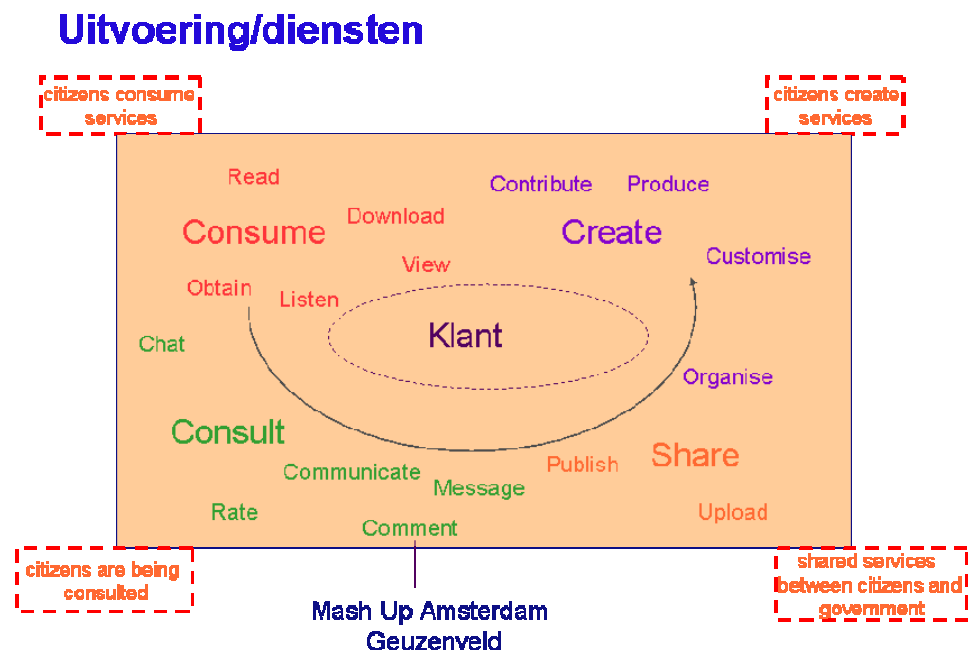 Uitvoering/diensten
citizens consume
services
citizens create
services
Read
Contribute
Produce
Download
Consume
Create
Customise
View
Obtain
Listen
Klant
Chat
Organise
Consult
Share
Publish
Communicate
Message
Rate
Upload
Comment
citizens are being
consulted
shared services
between citizens and
government
Mash Up Amsterdam
Geuzenveld